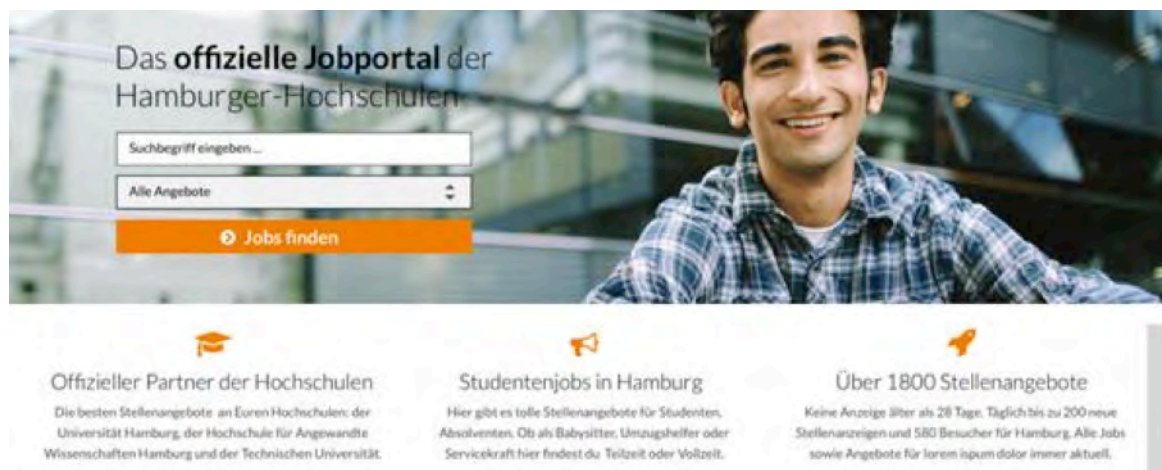 Das offizielle Jobportal der
Hamburger-Hochschulen
Suchbegriff eingeben ...
Alle Angebote
Jobs finden
Offizieller Partner der Hochschulen
Die besten Stellenangebote an Euren Hochschulen: der
Universität Hamburg, der Hochschule für Angewandte
Wissenschaften Hamburg und der Technischen Universität.
Studentenjobs in Hamburg
Hier gibt es tolle Stellenangebote für Studenten,
Absolventen. Ob als Babysitter, Umzugshelfer oder
Servicekraft hier findest du Teilzeit oder Vollzeit.
Über 1800 Stellenangebote
Keine Anzeige älter als 28 Tage. Täglich bis zu 200 neue
Stellenanzeigen und 580 Besucher für Hamburg. Alle Jobs
sowie Angebote für lorem ispum dolor immer aktuell.